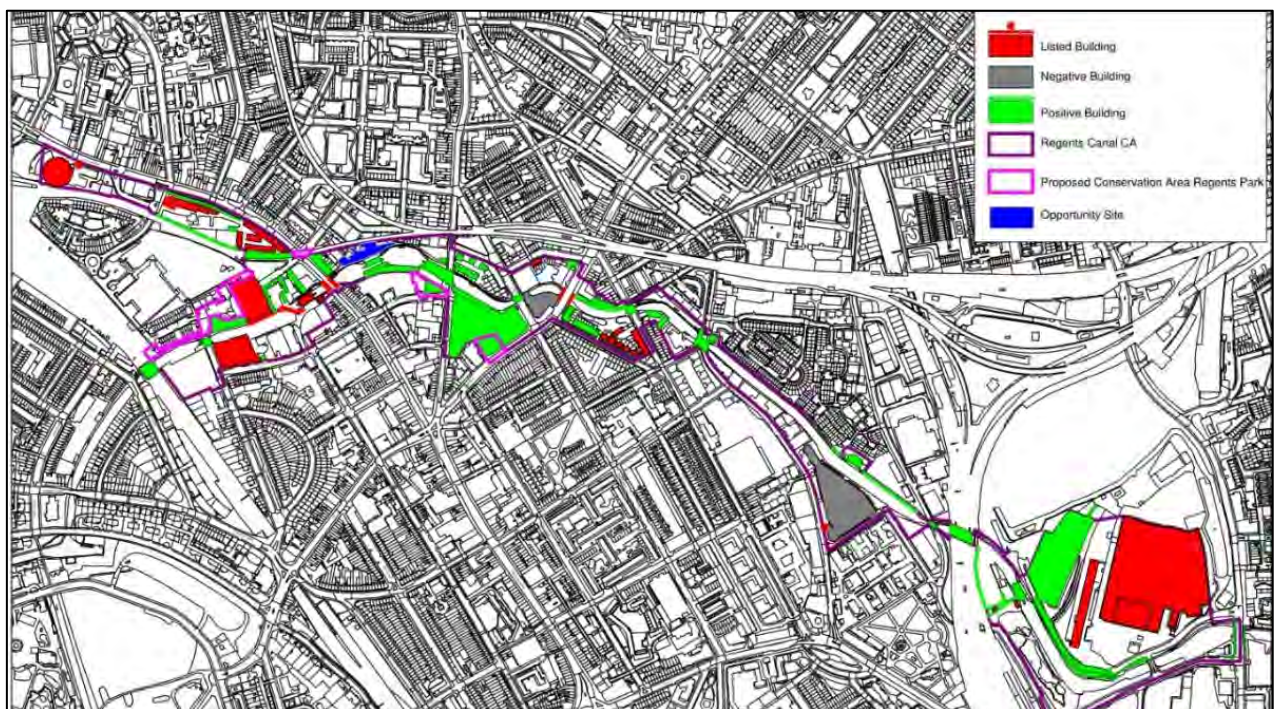 Listed Building
Negative Building
Positive Building
Regents Canal CA
Proposed Conservation Area Regents Park
Opportunity Site